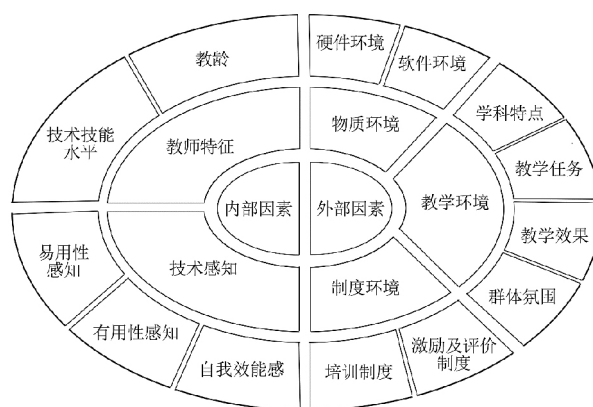 硬件环境
软件环境
教龄
学科特点
技术技能
水平
教师特征
物质环境
教学任务
内部因素
外部因素
教学环境
教学效果
易用性
感知
技术感知
制度环境
群体氛围
有用性感知
自我效能感
培训制度
激励及评价
制度